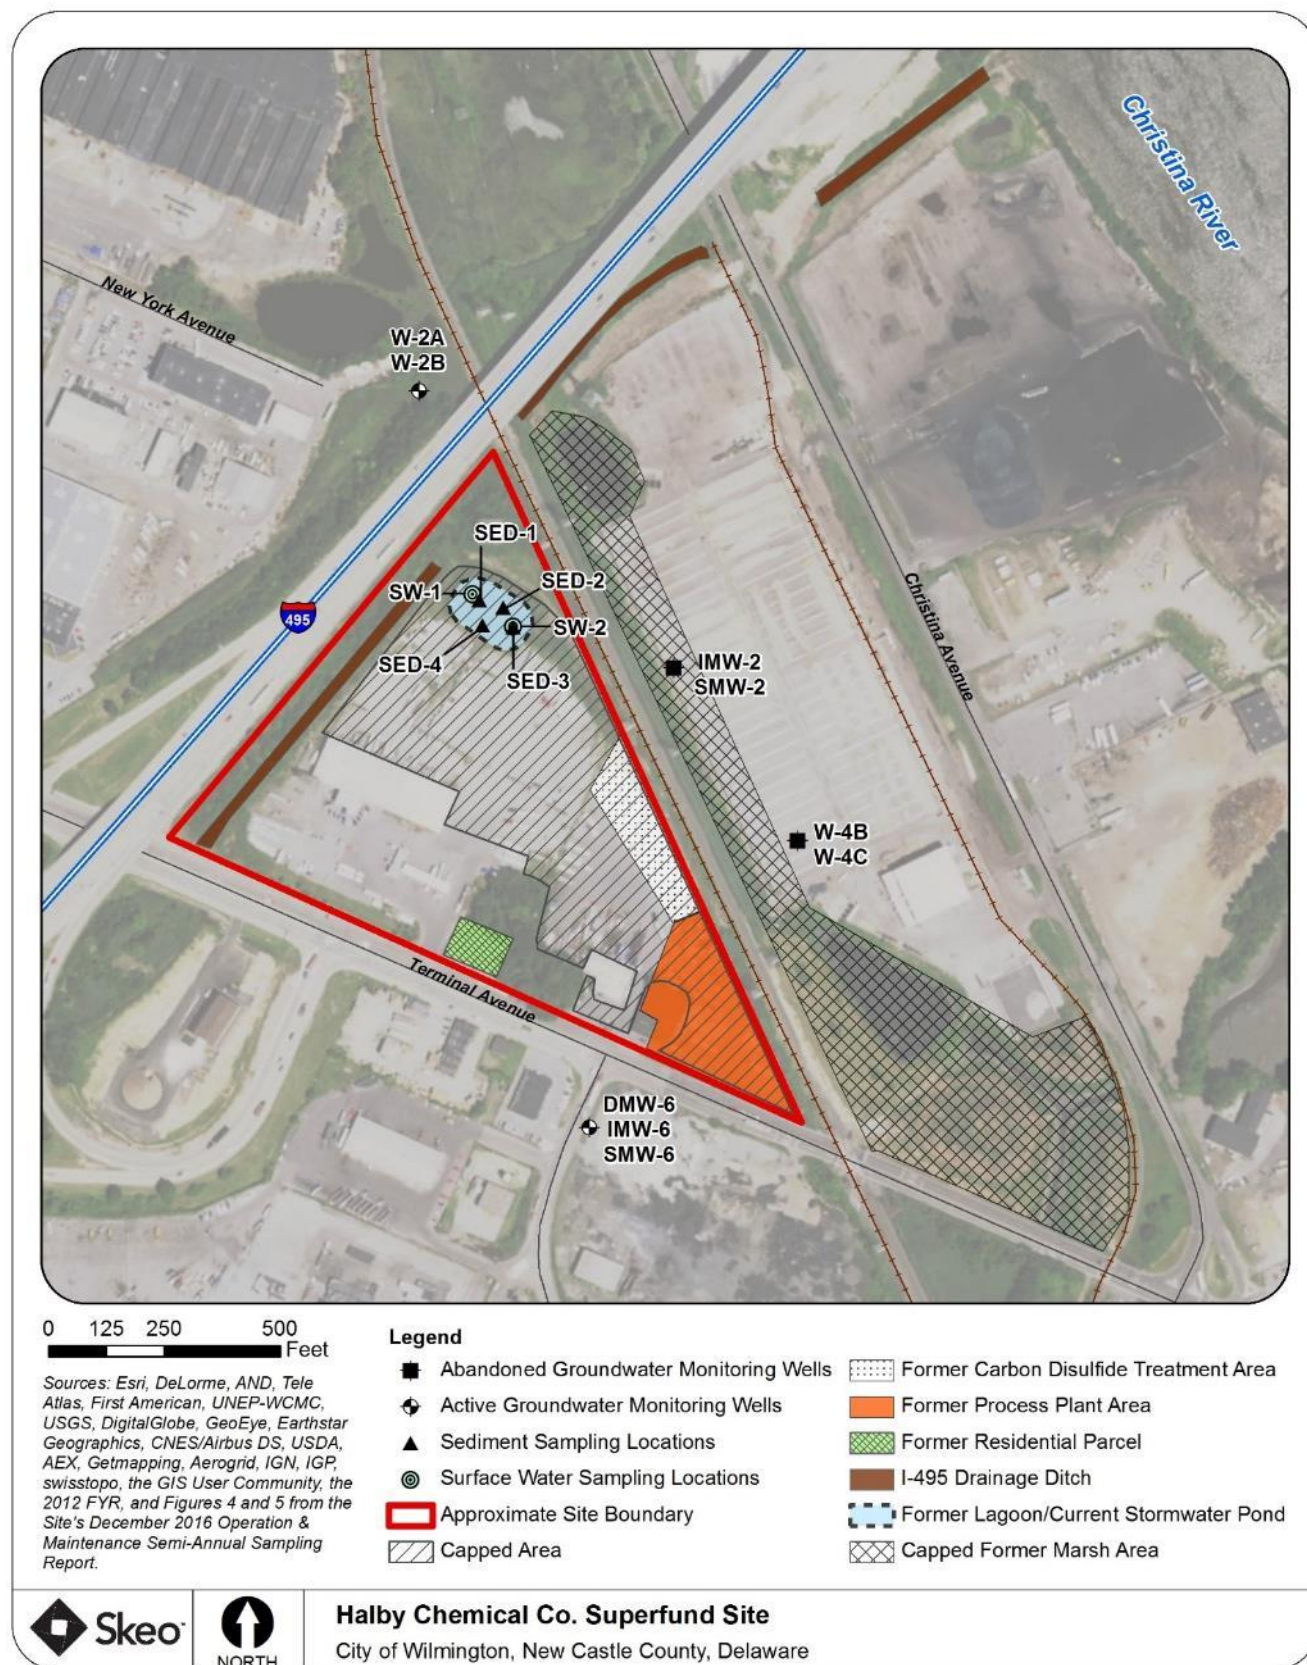 Christina River
New York Avenue
W-2A
W-2B
SED-1
SED-2
SW-1
SW-2
SED-4
SED-3
495
IMW-2
SMW-2
Christina Avenue
W-4B
W-4C
Terminal Avenue
DMW-6
IMW-6
SMW-6
0 125 250 500
Feet
Sources: Esri, DeLorme, AND, Tele
Atlas, First American, UNEP-WCMC,
USGS, DigitalGlobe, GeoEye, Earthstar
Geographics, CNES/Airbus DS, USDA,
AEX, Getmapping, Aerogrid, IGN, IGP,
swisstopo, the GIS User Community, the
2012 FYR, and Figures 4 and 5 from the
Site's December 2016 Operation &
Maintenance Semi-Annual Sampling
Report.
Legend
Abandoned Groundwater Monitoring Wells
Active Groundwater Monitoring Wells
Sediment Sampling Locations
Surface Water Sampling Locations
Approximate Site Boundary
Capped Area
Former Carbon Disulfide Treatment Area
Former Process Plant Area
Former Residential Parcel
I-495 Drainage Ditch
Former Lagoon/Current Stormwater Pond
Capped Former Marsh Area
Skeo
NORTH
Halby Chemical Co. Superfund Site
City of Wilmington, New Castle County, Delaware